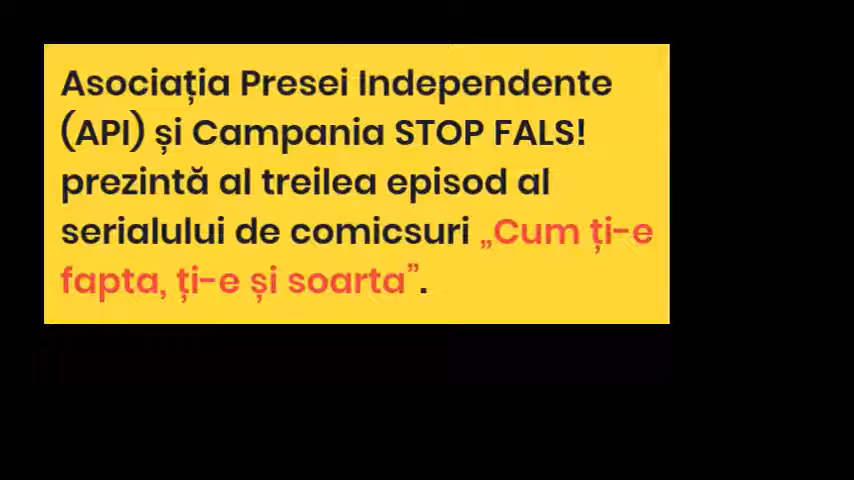 Asociația Presei Independente
(API) și Campania STOP FALS!
prezintă al treilea episod al
serialului de comicsuri „Cum ți-e
fapta, ți-e și soarta”.